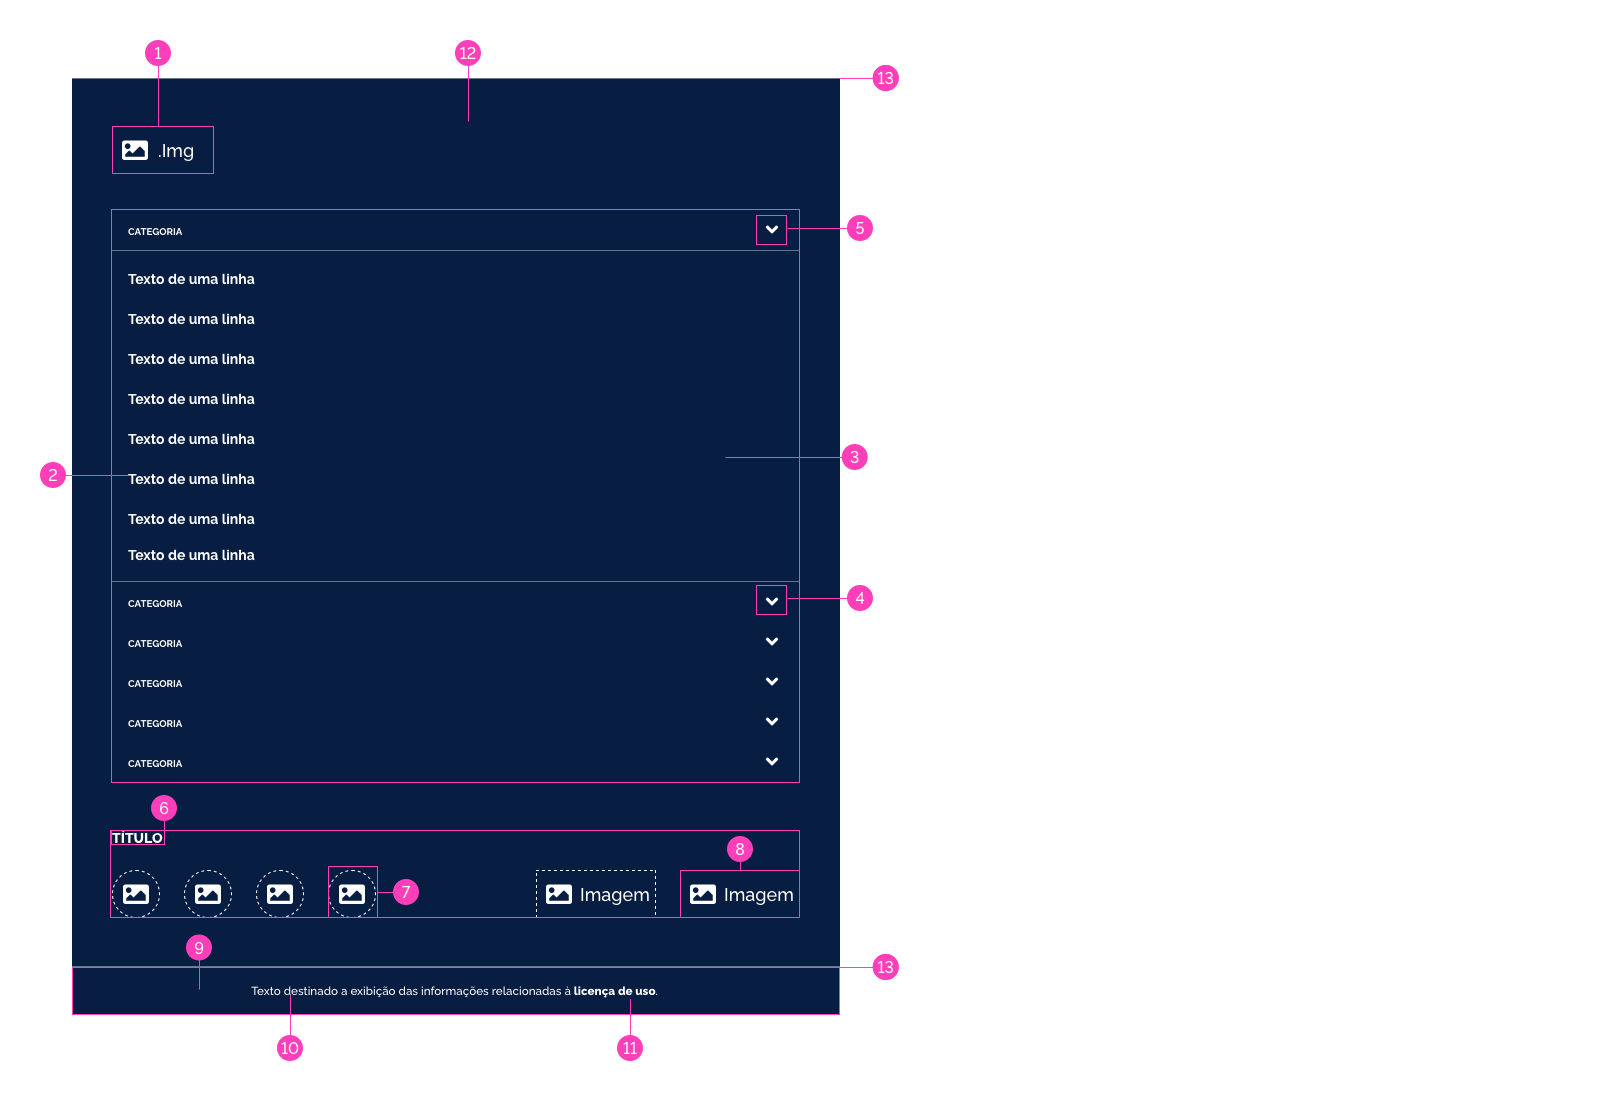 1
12
13
.Img
CATEGORIA
5
Texto de uma linha
Texto de uma linha
Texto de uma linha
Texto de uma linha
Texto de uma linha
3
2
Texto de uma linha
Texto de uma linha
Texto de uma linha
CATEGORIA
4
CATEGORIA
CATEGORIA
CATEGORIA
CATEGORIA
6
TÍTULO
8
7
Imagem
Imagem
9
13
Texto destinado a exibição das informações relacionadas à licença de uso.
10
11